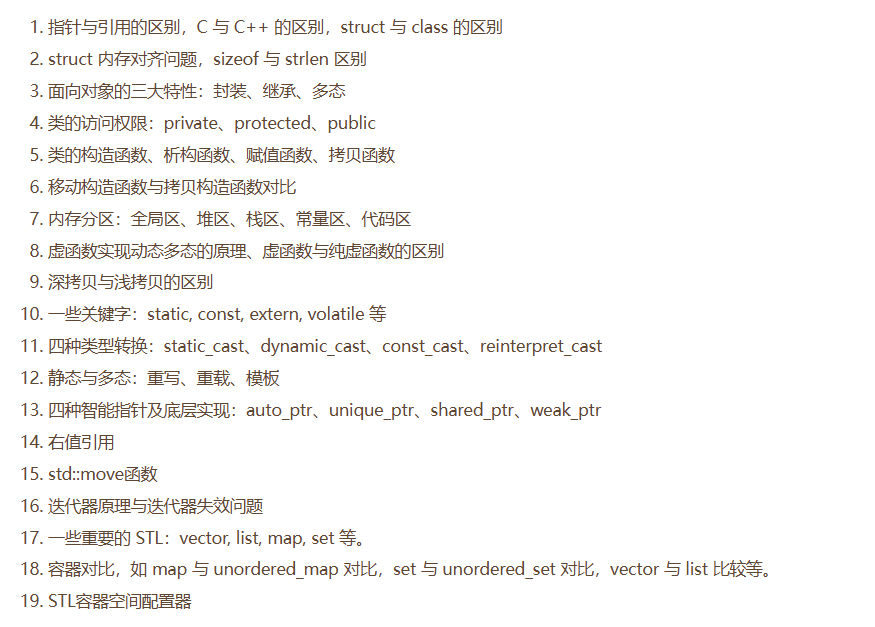 1. 指针与引用的区别，C 与 C++ 的区别，struct 与 class 的区别
2. struct 内存对齐问题，sizeof 与 strlen 区别
3. 面向对象的三大特性：封装、继承、多态
4. 类的访问权限：private、protected、public
5. 类的构造函数、析构函数、赋值函数、拷贝函数
6. 移动构造函数与拷贝构造函数对比
7. 内存分区：全局区、堆区、栈区、常量区、代码区
8. 虚函数实现动态多态的原理、虚函数与纯虚函数的区别
9. 深拷贝与浅拷贝的区别
10. 一些关键字：static, const, extern, volatile 等
11. 四种类型转换：static_cast、dynamic_cast、const_cast、reinterpret_cast
12. 静态与多态：重写、重载、模板
13. 四种智能指针及底层实现：auto_ptr、unique_ptr、shared_ptr、weak_ptr
14. 右值引用
15. std::move函数
16. 迭代器原理与迭代器失效问题
17. 一些重要的 STL：vector, list, map, set 等。
18. 容器对比，如 map 与 unordered_map 对比，set 与 unordered_set 对比，vector 与 list 比较等。
19. STL容器空间配置器